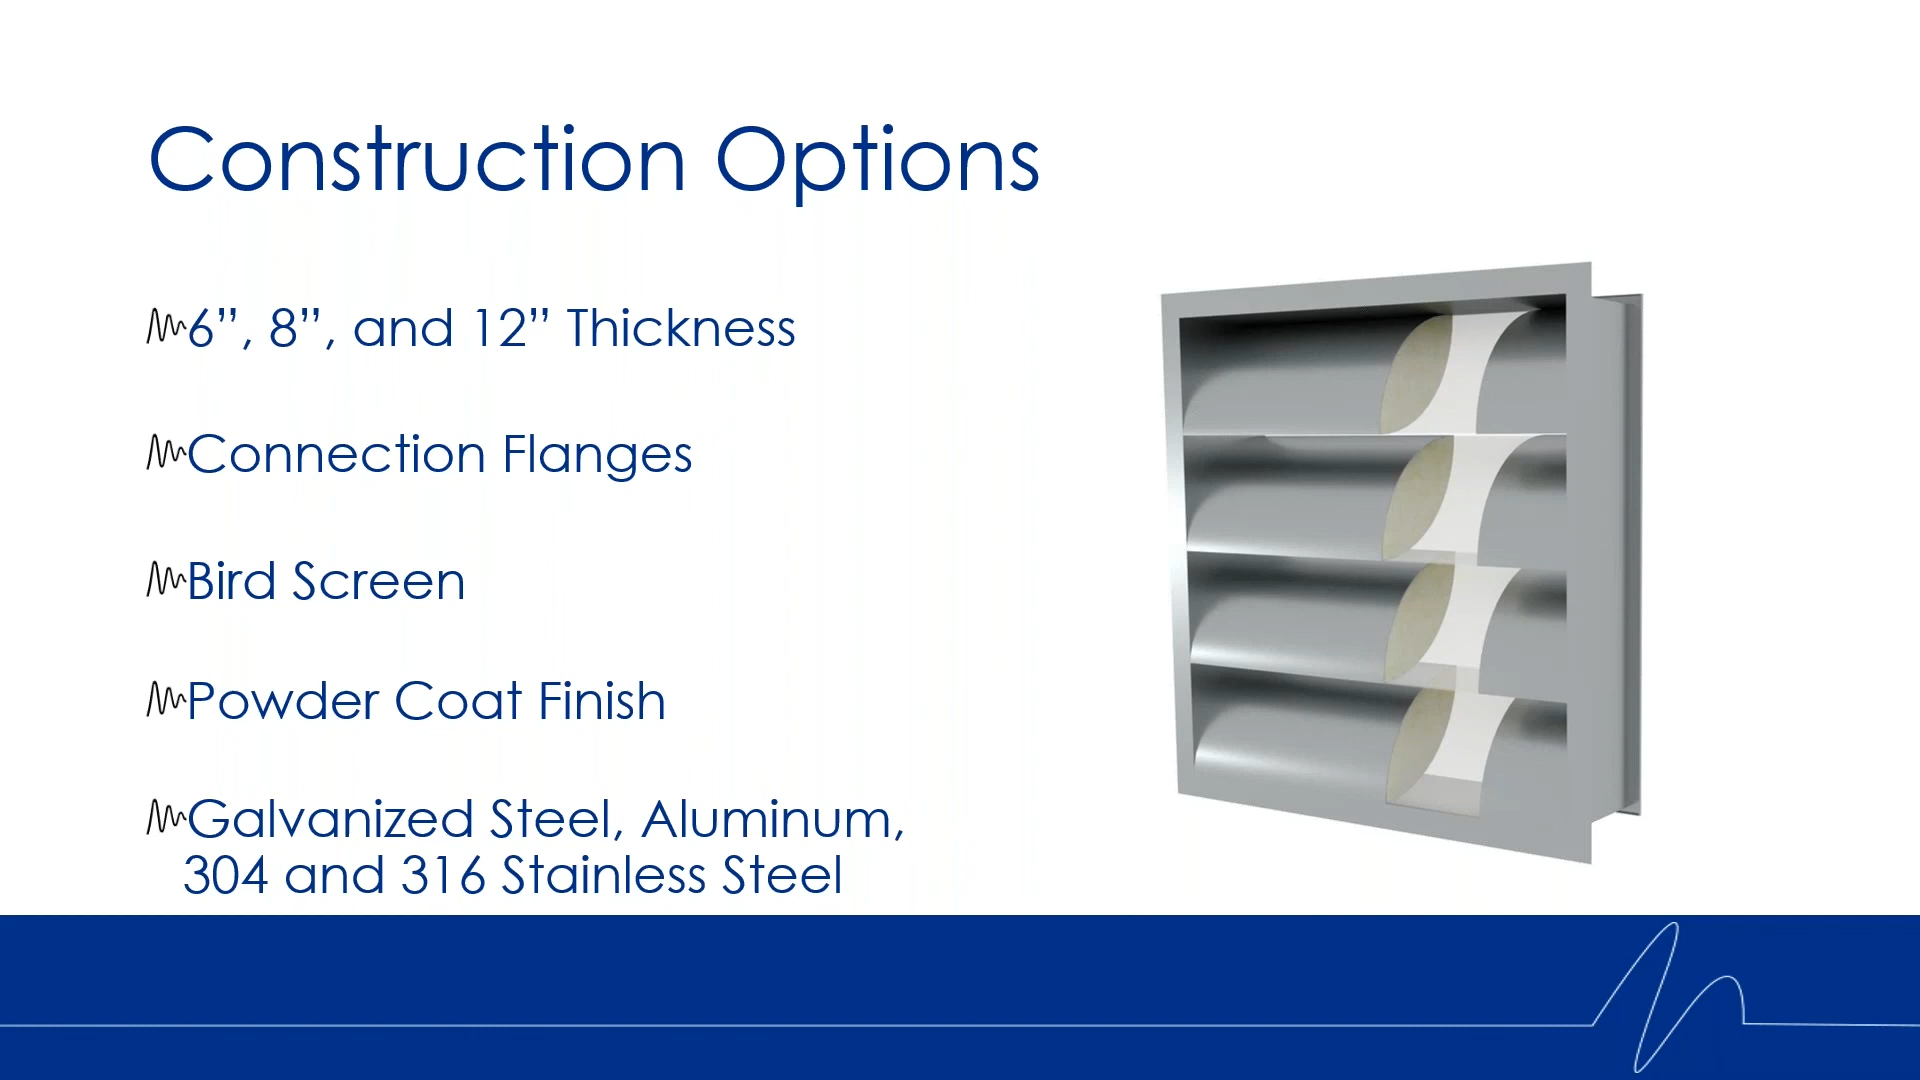 Construction Options
6”, 8”, and 12” Thickness
Connection Flanges
Bird Screen
Powder Coat Finish
Galvanized Steel, Aluminum,
304 and 316 Stainless Steel